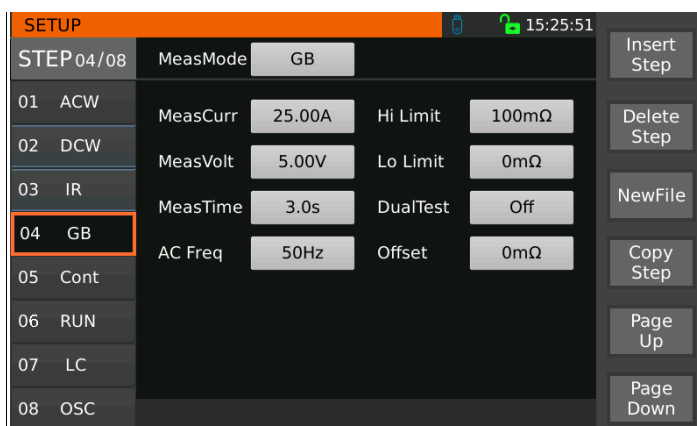 SETUP
15:25:51
STEP 04/08
MeasMode GB
01 ACW
02 DCW
03 IR
04 GB
05 Cont
06 RUN
07 LC
08 OSC
MeasCurr 25.00A Hi Limit 100mΩ
MeasVolt 5.00V Lo Limit 0mΩ
MeasTime 3.0s DualTest Off
AC Freq 50Hz Offset 0mΩ
Insert
Step
Delete
Step
NewFile
Copy
Step
Page
Up
Page
Down